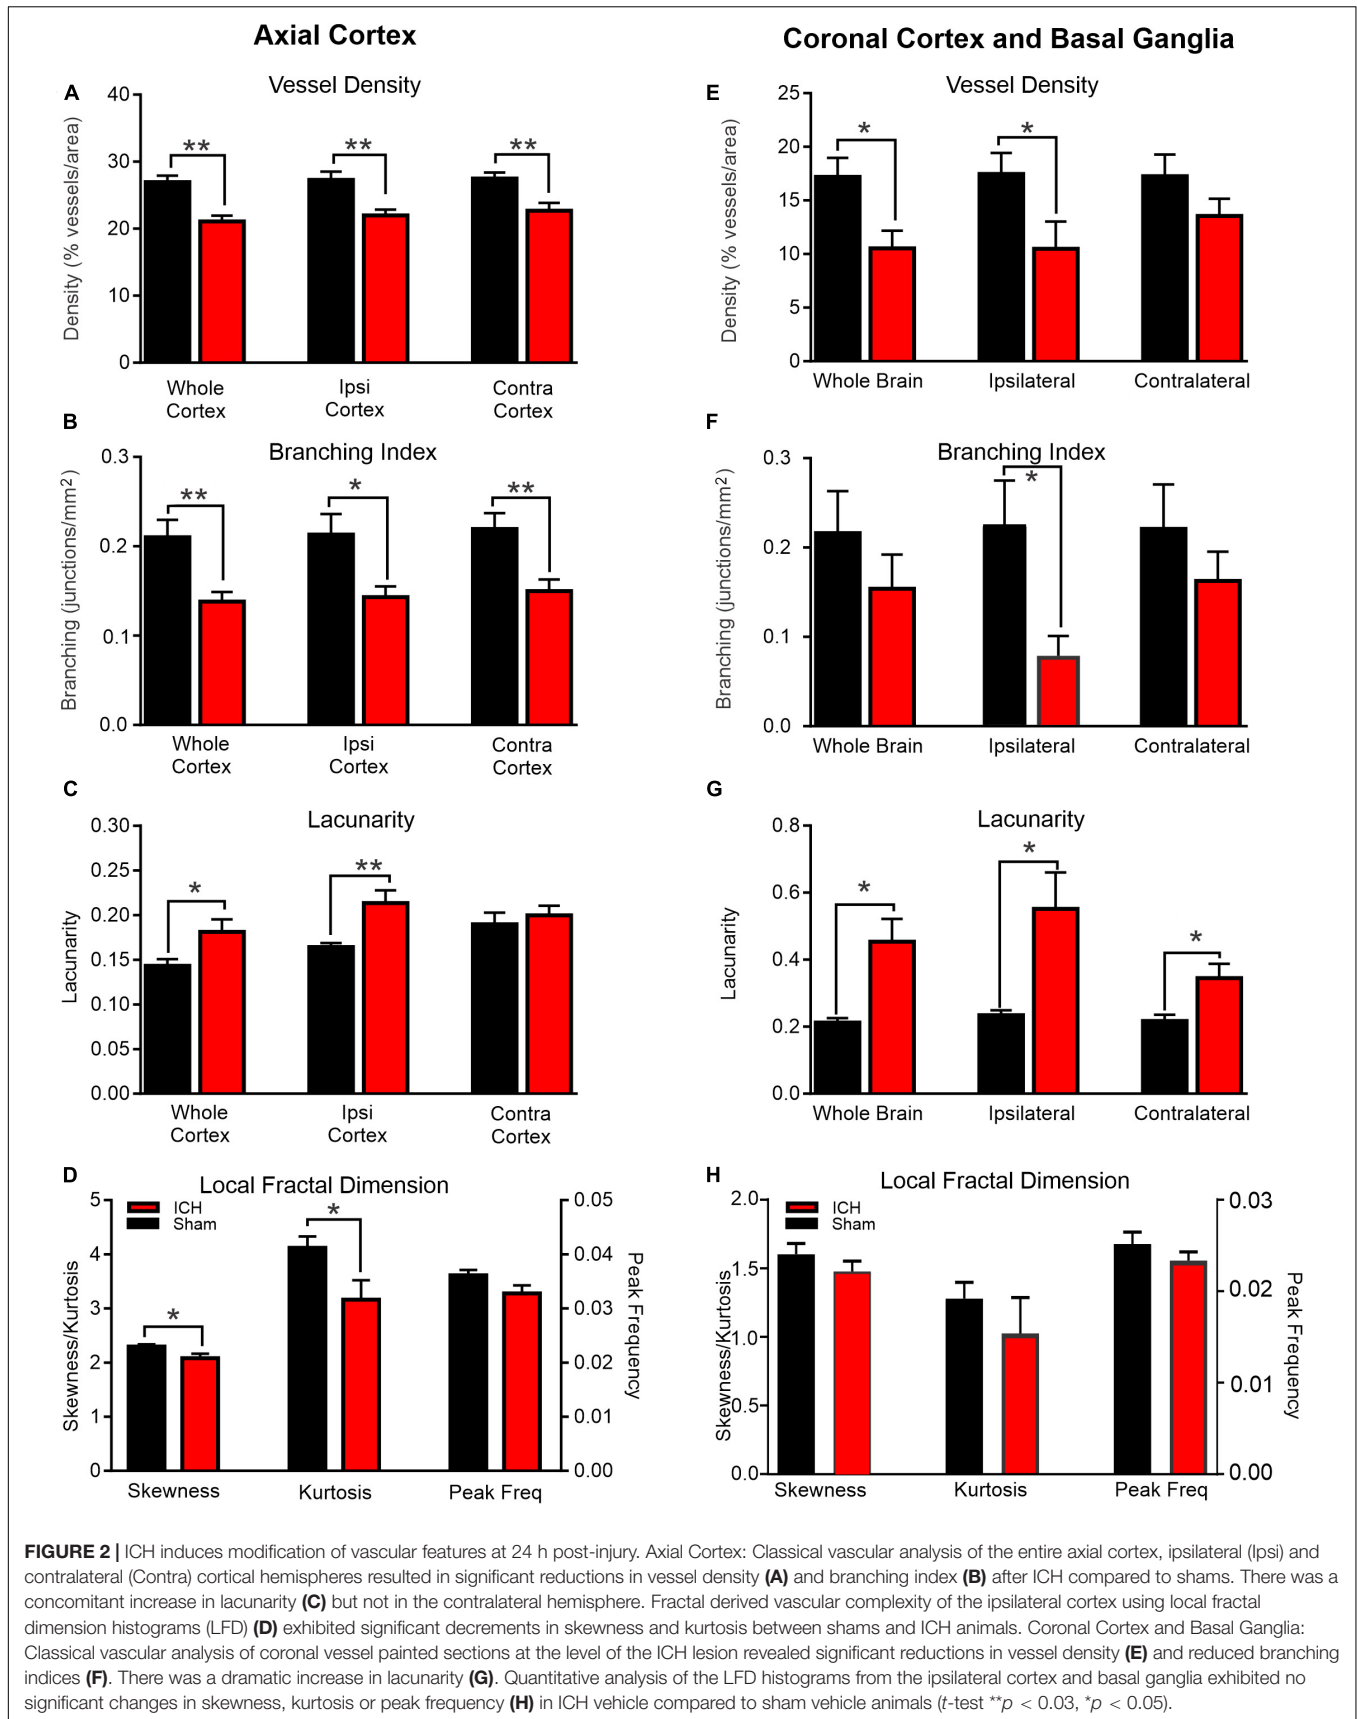 Axial Cortex
Coronal Cortex and Basal Ganglia
A
Vessel Density
Density (% vessels/area)
40
30
20
10
0
**
**
**
Whole
Cortex
Ipsi
Cortex
Contra
Cortex
B
Branching Index
Branching (junctions/mm²)
0.3
0.2
0.1
0.0
**
*
**
Whole
Cortex
Ipsi
Cortex
Contra
Cortex
C
Lacunarity
Lacunarity
0.30
0.25
0.20
0.15
0.10
0.05
0.00
*
**
Whole
Cortex
Ipsi
Cortex
Contra
Cortex
D
Local Fractal Dimension
Skewness/Kurtosis
5
4
3
2
1
0
ICH
Sham
*
*
0.05
0.04
0.03
0.02
0.01
0.00
Peak Frequency
Skewness
Kurtosis
Peak Freq
E
Vessel Density
Density (% vessels/area)
25
20
15
10
5
0
*
*
Whole Brain
Ipsilateral
Contralateral
F
Branching Index
Branching (junctions/mm²)
0.3
0.2
0.1
0.0
*
Whole Brain
Ipsilateral
Contralateral
G
Lacunarity
Lacunarity
0.8
0.6
0.4
0.2
0.0
*
*
*
Whole Brain
Ipsilateral
Contralateral
H
Local Fractal Dimension
Skewness/Kurtosis
2.0
1.5
1.0
0.5
0.0
ICH
Sham
0.03
0.02
0.01
0.00
Peak Frequency
Skewness
Kurtosis
Peak Freq
FIGURE 2 | ICH induces modification of vascular features at 24 h post-injury. Axial Cortex: Classical vascular analysis of the entire axial cortex, ipsilateral (Ipsi) and
contralateral (Contra) cortical hemispheres resulted in significant reductions in vessel density (A) and branching index (B) after ICH compared to shams. There was a
concomitant increase in lacunarity (C) but not in the contralateral hemisphere. Fractal derived vascular complexity of the ipsilateral cortex using local fractal
dimension histograms (LFD) (D) exhibited significant decrements in skewness and kurtosis between shams and ICH animals. Coronal Cortex and Basal Ganglia:
Classical vascular analysis of coronal vessel painted sections at the level of the ICH lesion revealed significant reductions in vessel density (E) and reduced branching
indices (F). There was a dramatic increase in lacunarity (G). Quantitative analysis of the LFD histograms from the ipsilateral cortex and basal ganglia exhibited no
significant changes in skewness, kurtosis or peak frequency (H) in ICH vehicle compared to sham vehicle animals (t-test **p < 0.03, *p < 0.05).